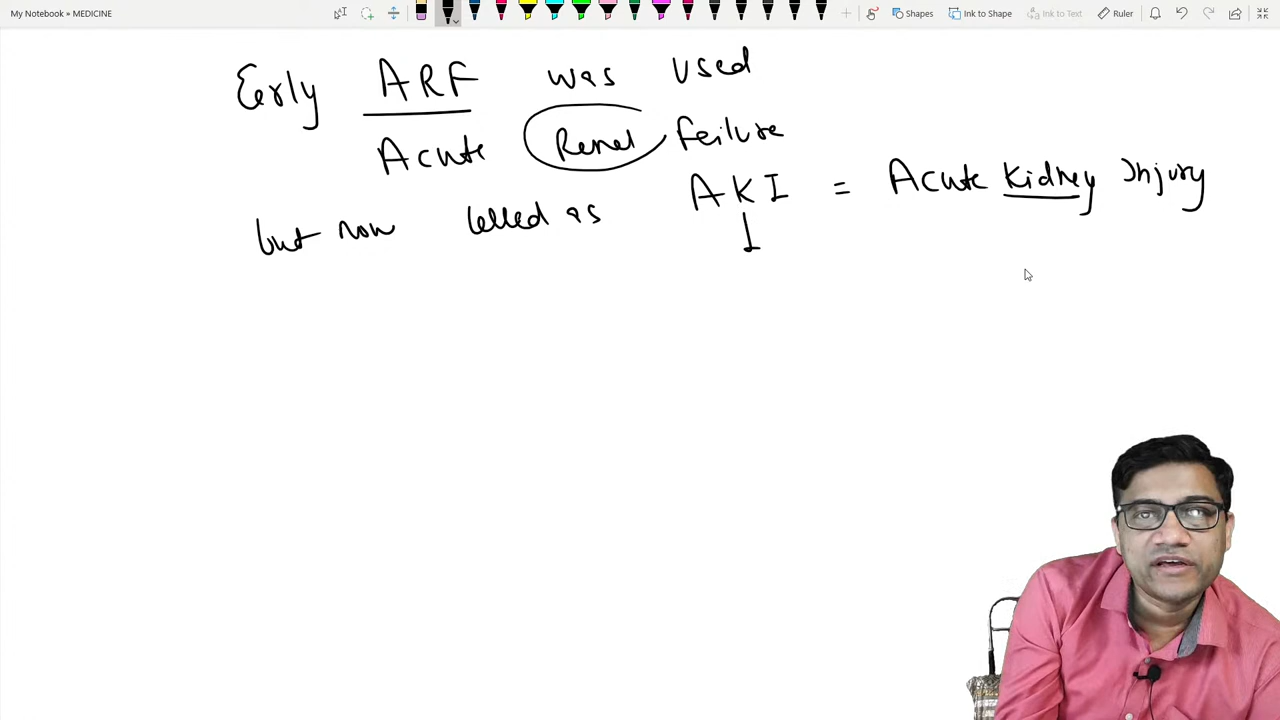 My Notebook » MEDICINE
Shapes Ink to Shape Ink to Text Ruler
Early ARF was used
Acute Renal failure
but now called as AKI = Acute Kidney Injury